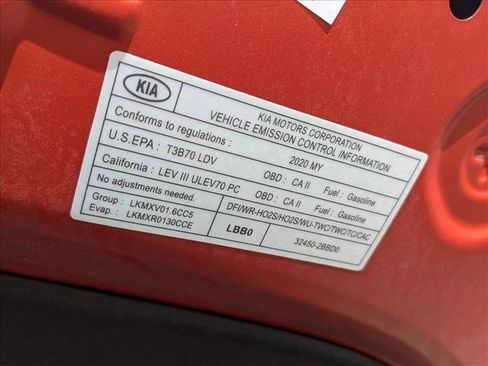 KIA
KIA MOTORS CORPORATION
VEHICLE EMISSION CONTROL INFORMATION
Conforms to regulations : 2020 MY
U.S.EPA : T3B70 LDV OBD : CA II Fuel : Gasoline
California : LEV III ULEV70 PC OBD : CA II Fuel : Gasoline
No adjustments needed.
Group : LKMXV01.6CC5
Evap. : LKMXR0130CCE
LBB0
DFI/WR-HO2S/HO2S/WU-TWC/TWC/TC/CAC
32450-2BBD0